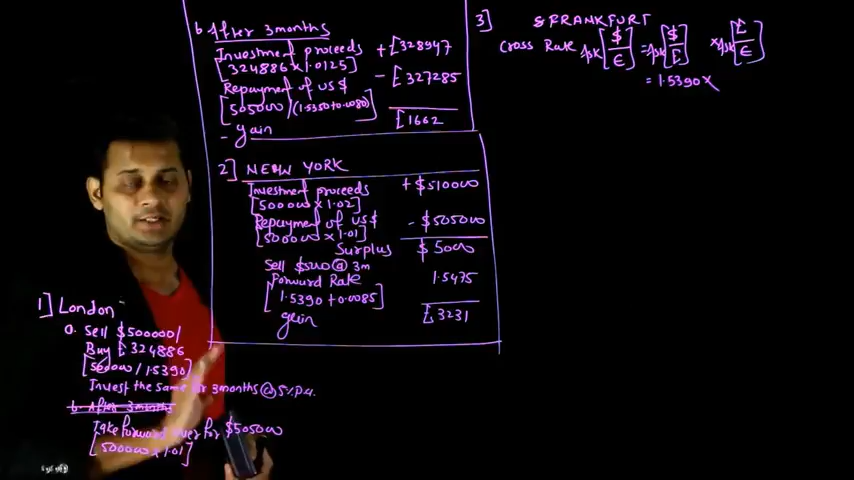 b. After 3months
Investment proceeds +£328947
[324886 x 1.0125]
Repayment of US$ - £327285
[505000/(1.5350+0.0080)]
- gain £1662
2] NEW YORK
Investment proceeds + $510000
[500000 x 1.02]
Repayment of US$ - $505000
[500000 x 1.01]
Surplus $5000
Sell $5000 @ 3m
Forward Rate 1.5475
[1.5390 + 0.0085]
gain £3231
1] London
a. Sell $500000/
Buy £324886
[500000/1.5390]
Invest the same for 3months @ 5%p.a.
b. After 3months
Take forward cover for $505000
[500000 x 1.01]
3] FRANKFURT
Cross Rate Ask[$/€] = Ask[$/£] x Ask[£/€]
= 1.5390 x